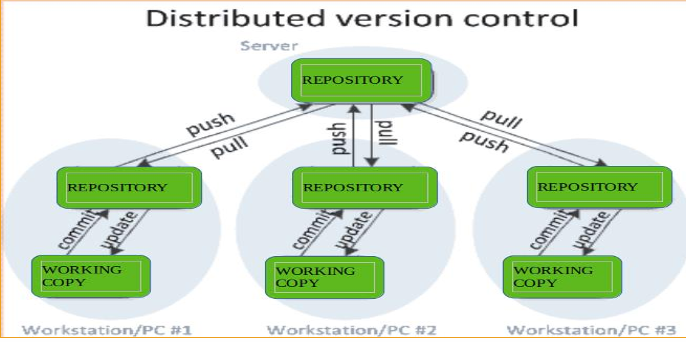 Distributed version control
Server
REPOSITORY
push
pull
push
pull
pull
push
REPOSITORY
REPOSITORY
REPOSITORY
commit
update
commit
update
commit
update
WORKING
COPY
WORKING
COPY
WORKING
COPY
Workstation/PC #1
Workstation/PC #2
Workstation/PC #3